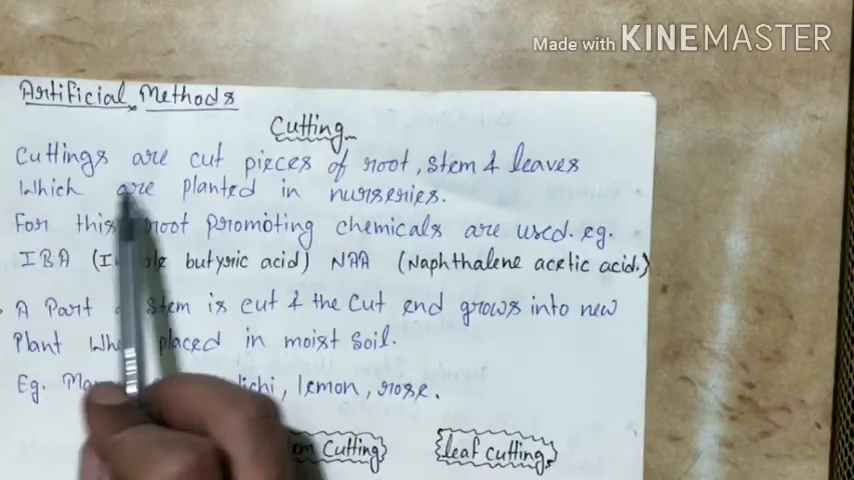 Made with KINEMASTER
Artificial Methods
Cutting
Cuttings are cut pieces of root, stem & leaves
Which are planted in nurseries.
For this root promoting chemicals are used. eg.
IBA ( butyric acid) NAA (Naphthalene acetic acid.)
A Part stem is cut & the cut end grows into new
Plant placed in moist soil.
Eg. lemon, rose.
Cutting leaf cutting